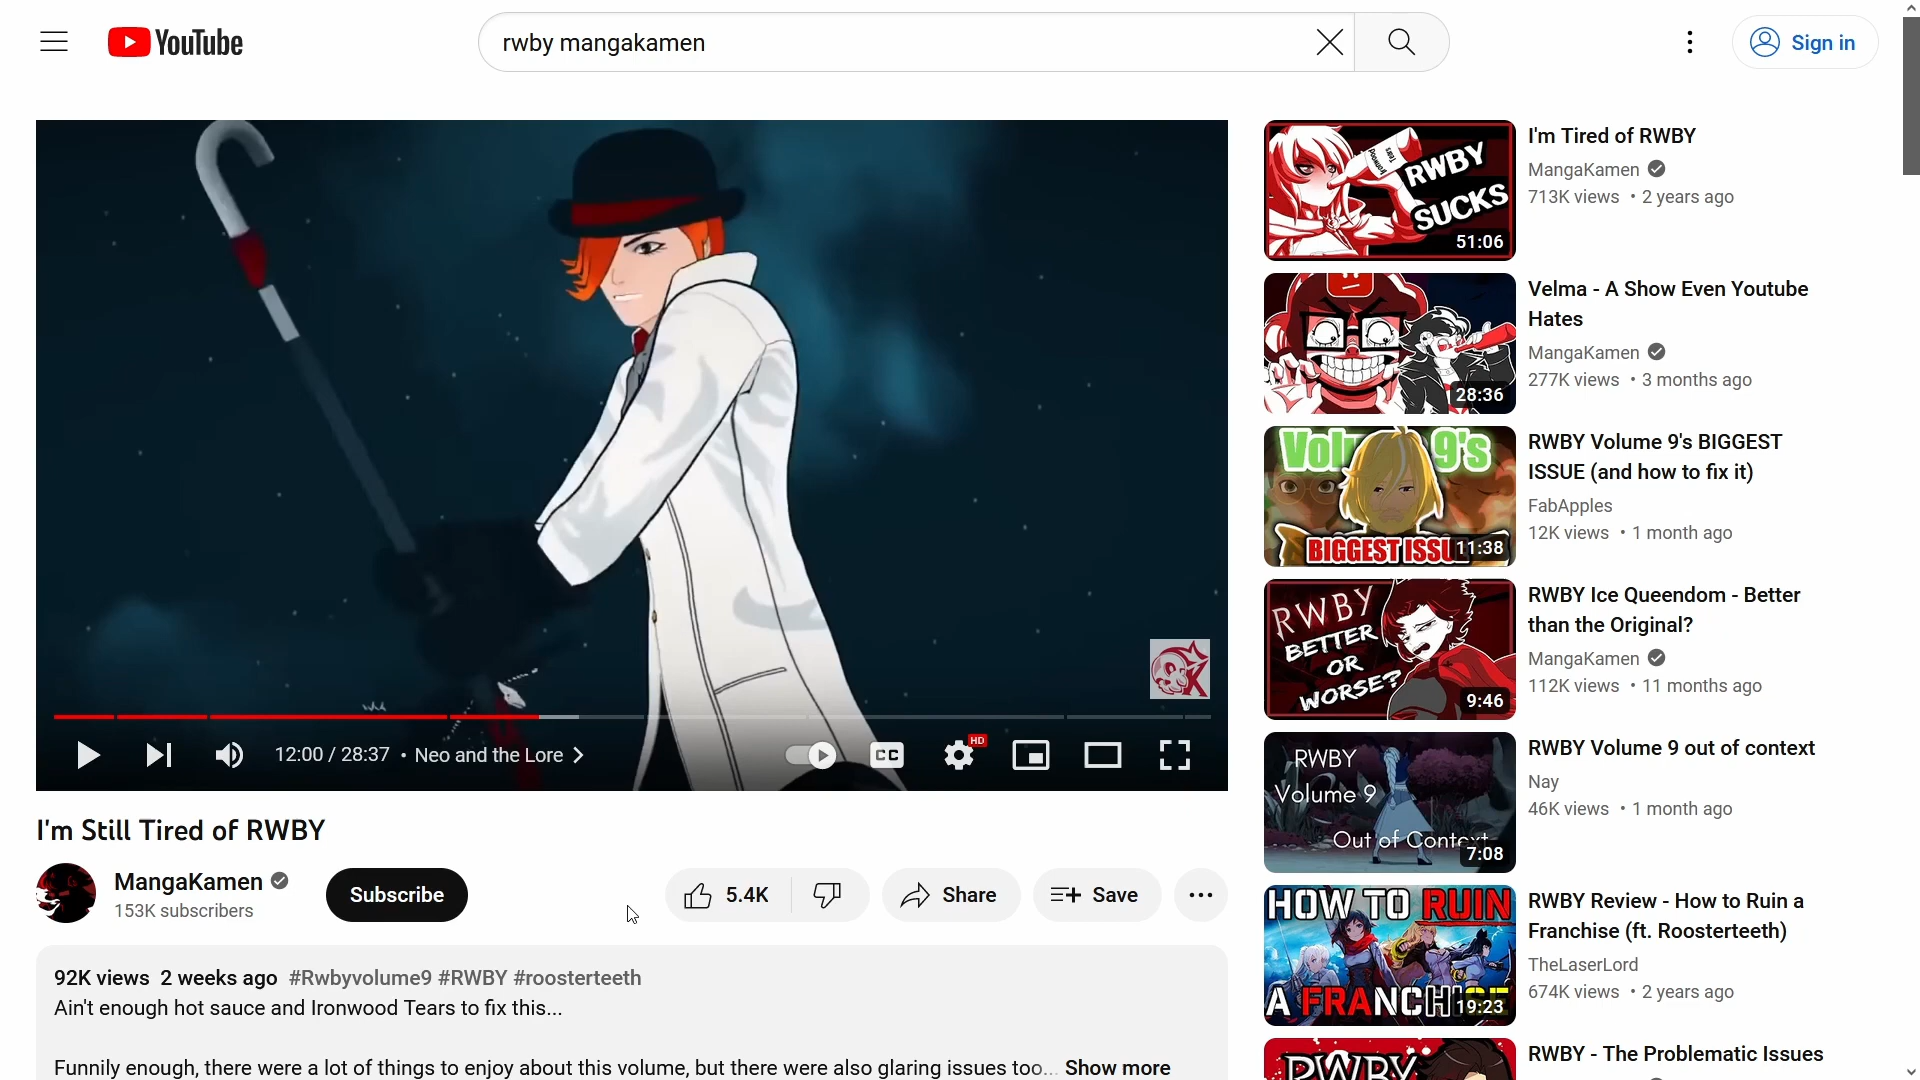 YouTube
rwby mangakamen
Sign in
12:00 / 28:37 • Neo and the Lore
CC
HD
I'm Still Tired of RWBY
MangaKamen
153K subscribers
Subscribe
5.4K
Share
Save
92K views 2 weeks ago #Rwbyvolume9 #RWBY #roosterteeth
Ain't enough hot sauce and Ironwood Tears to fix this...
Funnily enough, there were a lot of things to enjoy about this volume, but there were also glaring issues too... Show more
Ironwood
Tears
RWBY
SUCKS
51:06
I'm Tired of RWBY
MangaKamen
713K views • 2 years ago
28:36
Velma - A Show Even Youtube
Hates
MangaKamen
277K views • 3 months ago
9's
BIGGEST
11:38
RWBY Volume 9's BIGGEST
ISSUE (and how to fix it)
FabApples
12K views • 1 month ago
RWBY
BETTER
OR
WORSE?
9:46
RWBY Ice Queendom - Better
than the Original?
MangaKamen
112K views • 11 months ago
RWBY
Volume 9
Out of Context
7:08
RWBY Volume 9 out of context
Nay
46K views • 1 month ago
HOW TO RUIN
A FRANCHISE
19:23
RWBY Review - How to Ruin a
Franchise (ft. Roosterteeth)
TheLaserLord
674K views • 2 years ago
RWBY
RWBY - The Problematic Issues